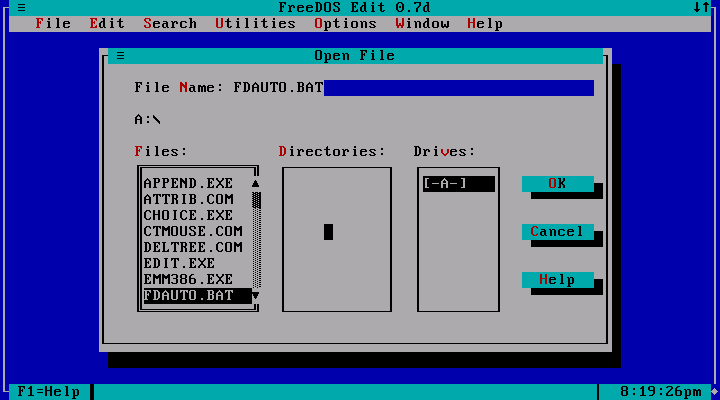 ≡ FreeDOS Edit 0.7d ↓↑
File Edit Search Utilities Options Window Help
≡ Open File
File Name: FDAUTO.BAT
A:\
Files: Directories: Drives:
APPEND.EXE
ATTRIB.COM
CHOICE.EXE
CTMOUSE.COM
DELTREE.COM
EDIT.EXE
EMM386.EXE
FDAUTO.BAT
[-A-]
OK
Cancel
Help
F1=Help 8:19:26pm